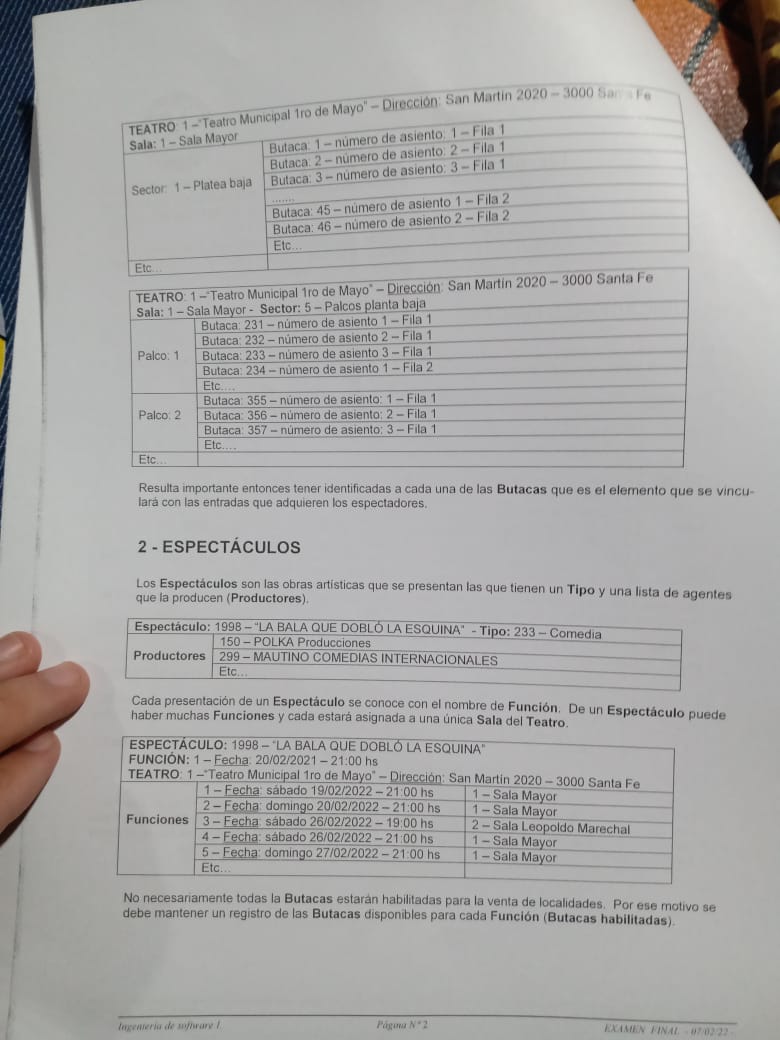 TEATRO: 1 –"Teatro Municipal 1ro de Mayo" – Dirección: San Martin 2020 – 3000 Santa Fe
Sala: 1 – Sala Mayor
Sector: 1 – Platea baja
Butaca: 1 – número de asiento: 1 – Fila 1
Butaca: 2 – número de asiento: 2 – Fila 1
Butaca: 3 – número de asiento: 3 – Fila 1
.......
Butaca: 45 – número de asiento 1 – Fila 2
Butaca: 46 – número de asiento 2 – Fila 2
Etc...
Etc...
TEATRO: 1 –"Teatro Municipal 1ro de Mayo" – Dirección: San Martin 2020 – 3000 Santa Fe
Sala: 1 – Sala Mayor - Sector: 5 – Palcos planta baja
Palco: 1
Butaca: 231 – número de asiento 1 – Fila 1
Butaca: 232 – número de asiento 2 – Fila 1
Butaca: 233 – número de asiento 3 – Fila 1
Butaca: 234 – número de asiento 1 – Fila 2
Etc....
Palco: 2
Butaca: 355 – número de asiento: 1 – Fila 1
Butaca: 356 – número de asiento: 2 – Fila 1
Butaca: 357 – número de asiento: 3 – Fila 1
Etc....
Etc...
Resulta importante entonces tener identificadas a cada una de las Butacas que es el elemento que se vincu-
lará con las entradas que adquieren los espectadores.
2 - ESPECTÁCULOS
Los Espectáculos son las obras artísticas que se presentan las que tienen un Tipo y una lista de agentes
que la producen (Productores).
Espectáculo: 1998 – "LA BALA QUE DOBLÓ LA ESQUINA" - Tipo: 233 – Comedia
Productores
150 – POLKA Producciones
299 – MAUTINO COMEDIAS INTERNACIONALES
Etc...
Cada presentación de un Espectáculo se conoce con el nombre de Función. De un Espectáculo puede
haber muchas Funciones y cada estará asignada a una única Sala del Teatro.
ESPECTÁCULO: 1998 – "LA BALA QUE DOBLÓ LA ESQUINA"
FUNCIÓN: 1 – Fecha: 20/02/2021 – 21:00 hs
TEATRO: 1 –"Teatro Municipal 1ro de Mayo" – Dirección: San Martin 2020 – 3000 Santa Fe
Funciones
1 – Fecha: sábado 19/02/2022 – 21:00 hs 1 – Sala Mayor
2 – Fecha: domingo 20/02/2022 – 21:00 hs 1 – Sala Mayor
3 – Fecha: sábado 26/02/2022 – 19:00 hs 2 – Sala Leopoldo Marechal
4 – Fecha: sábado 26/02/2022 – 21:00 hs 1 – Sala Mayor
5 – Fecha: domingo 27/02/2022 – 21:00 hs 1 – Sala Mayor
Etc...
No necesariamente todas la Butacas estarán habilitadas para la venta de localidades. Por ese motivo se
debe mantener un registro de las Butacas disponibles para cada Función (Butacas habilitadas).
Ingeniería de software I. Página N° 2 EXAMEN FINAL - 07/02/22 -